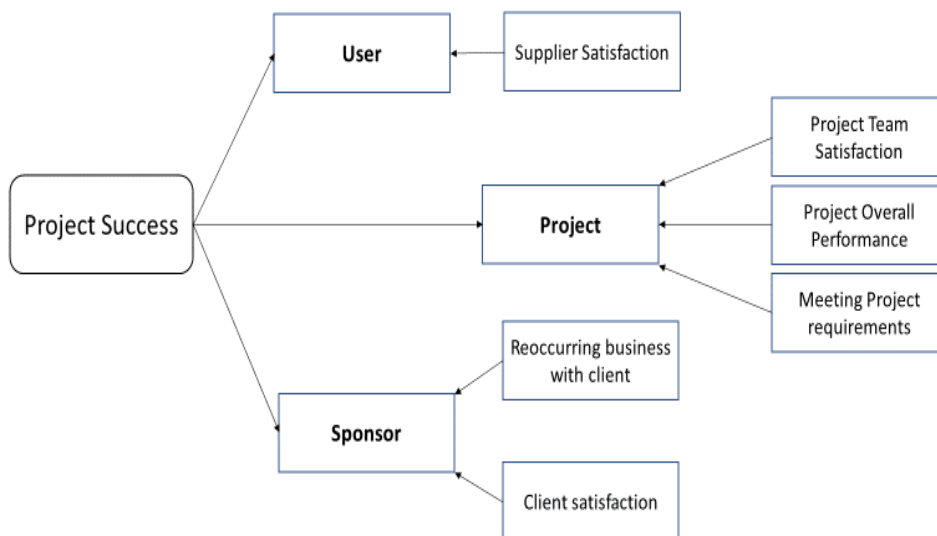 User
Supplier Satisfaction
Project Team
Satisfaction
Project Success
Project
Project Overall
Performance
Meeting Project
requirements
Reoccurring business
with client
Sponsor
Client satisfaction